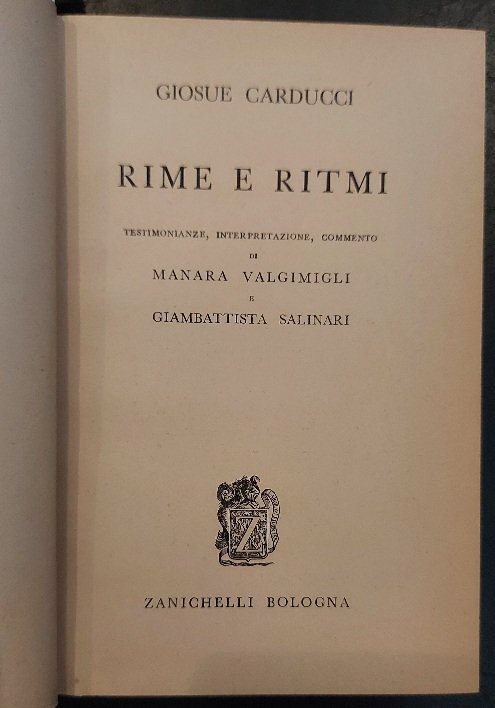 GIOSUE CARDUCCI
RIME E RITMI
TESTIMONIANZE, INTERPRETAZIONE, COMMENTO
DI
MANARA VALGIMIGLI
E
GIAMBATTISTA SALINARI
Z
ZANICHELLI BOLOGNA